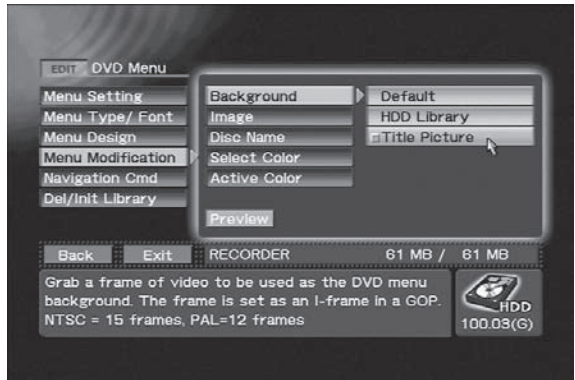 EDIT DVD Menu
Menu Setting
Menu Type/ Font
Menu Design
Menu Modification
Navigation Cmd
Del/Init Library
Background
Image
Disc Name
Select Color
Active Color
Preview
Default
HDD Library
Title Picture
Back Exit RECORDER 61 MB / 61 MB
Grab a frame of video to be used as the DVD menu
background. The frame is set as an I-frame in a GOP.
NTSC = 15 frames, PAL=12 frames
HDD
100.03(G)